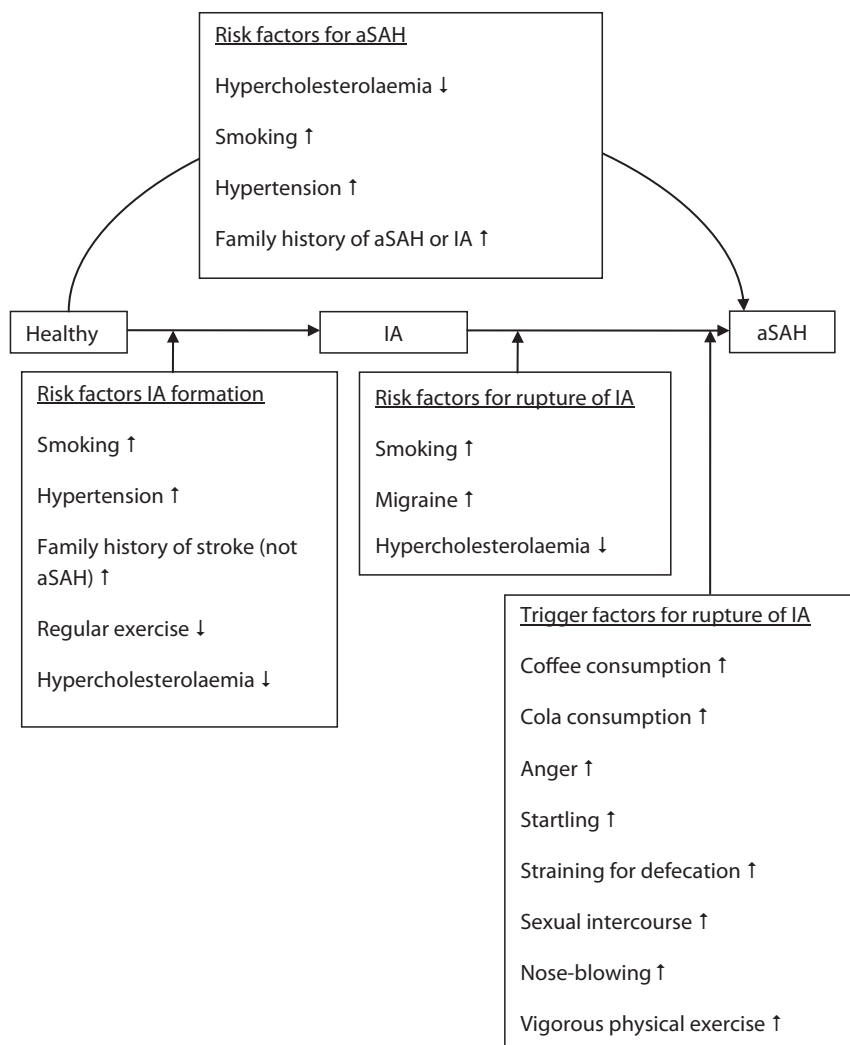 Risk factors for aSAH
Hypercholesterolaemia ↓
Smoking ↑
Hypertension ↑
Family history of aSAH or IA ↑
Healthy
IA
aSAH
Risk factors IA formation
Smoking ↑
Hypertension ↑
Family history of stroke (not
aSAH) ↑
Regular exercise ↓
Hypercholesterolaemia ↓
Risk factors for rupture of IA
Smoking ↑
Migraine ↑
Hypercholesterolaemia ↓
Trigger factors for rupture of IA
Coffee consumption ↑
Cola consumption ↑
Anger ↑
Startling ↑
Straining for defecation ↑
Sexual intercourse ↑
Nose-blowing ↑
Vigorous physical exercise ↑